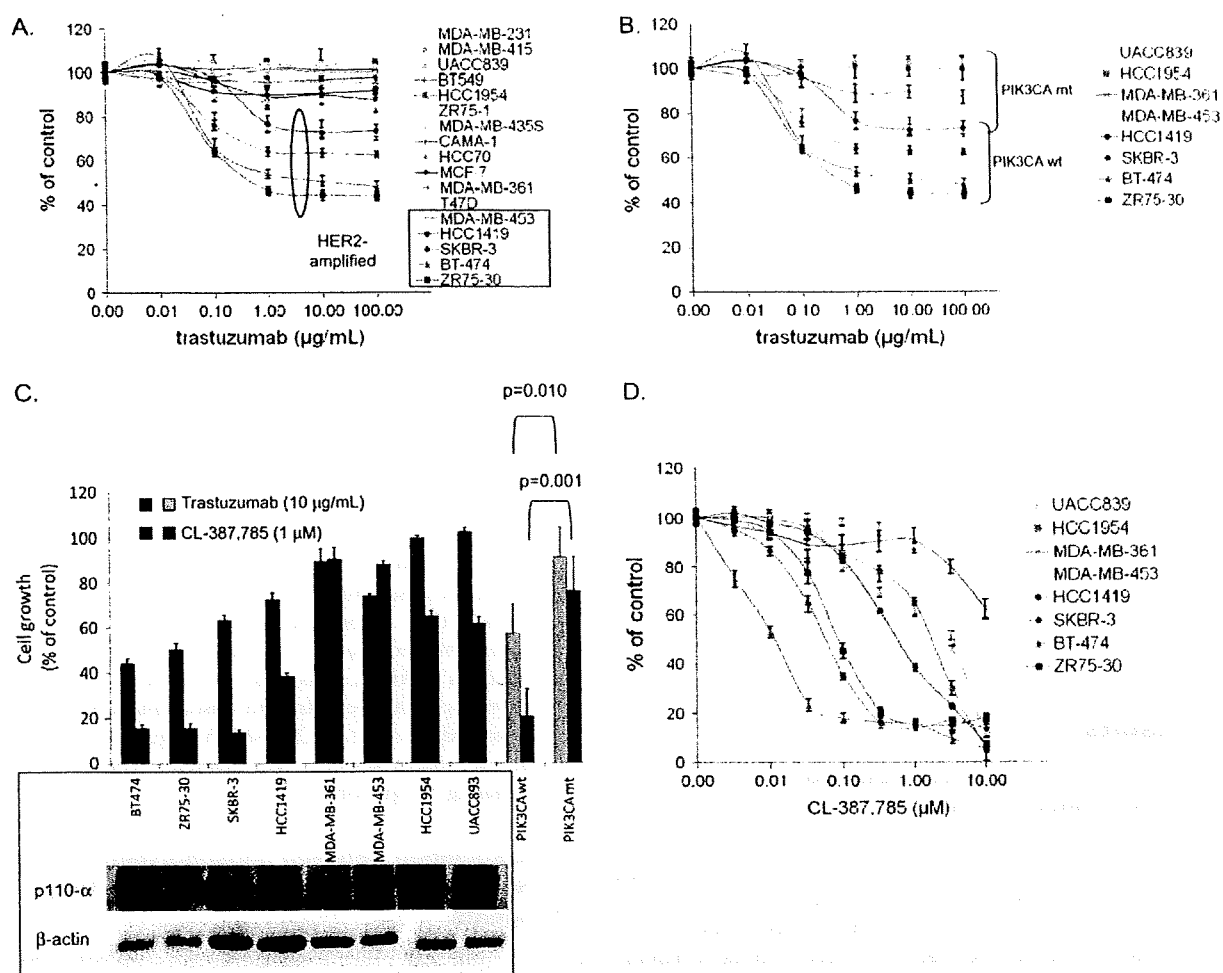 A.
120
100
80
60
40
20
0
% of control
0.00 0.01 0.10 1.00 10.00 100.00
trastuzumab (µg/mL)
HER2-
amplified
MDA-MB-231
MDA-MB-415
UACC839
BT549
HCC1954
ZR75-1
MDA-MB-435S
CAMA-1
HCC70
MCF 7
MDA-MB-361
T47D
MDA-MB-453
HCC1419
SKBR-3
BT-474
ZR75-30
B.
120
100
80
60
40
20
0
% of control
0.00 0.01 0.10 1.00 10.00 100.00
trastuzumab (µg/mL)
PIK3CA mt
PIK3CA wt
UACC839
HCC1954
MDA-MB-361
MDA-MB-453
HCC1419
SKBR-3
BT-474
ZR75-30
C.
p=0.010
p=0.001
Trastuzumab (10 µg/mL)
CL-387,785 (1 µM)
120
100
80
60
40
20
0
Cell growth
(% of control)
BT474
ZR75-30
SKBR-3
HCC1419
MDA-MB-361
MDA-MB-453
HCC1954
UACC893
PIK3CA wt
PIK3CA mt
p110-α
β-actin
D.
120
100
80
60
40
20
0
% of control
0.00 0.01 0.10 1.00 10.00
CL-387,785 (µM)
UACC839
HCC1954
MDA-MB-361
MDA-MB-453
HCC1419
SKBR-3
BT-474
ZR75-30